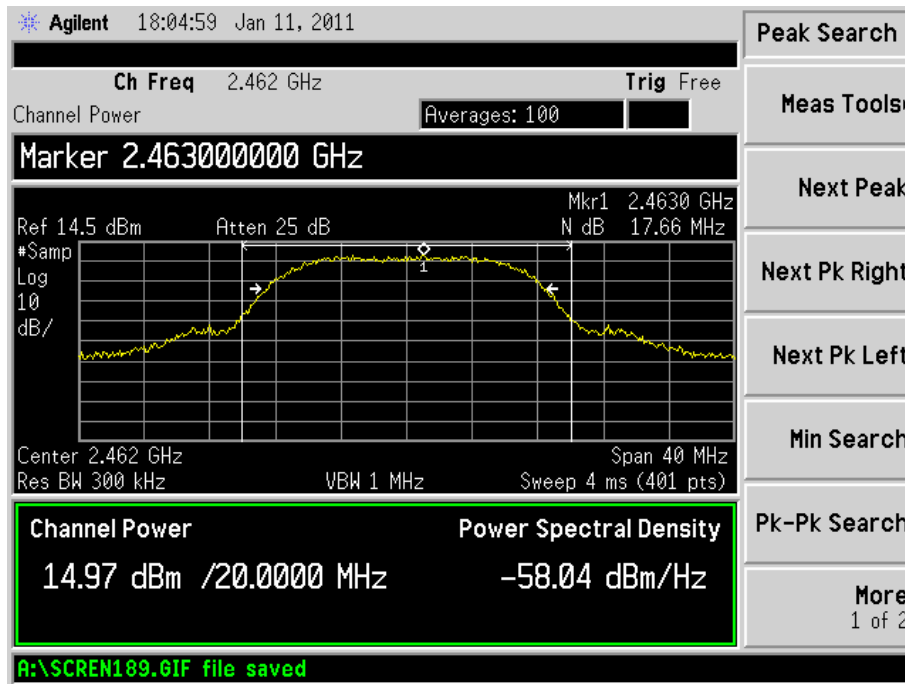 Agilent 18:04:59 Jan 11, 2011
Ch Freq 2.462 GHz Trig Free
Channel Power Averages: 100
Marker 2.463000000 GHz
Mkr1 2.4630 GHz
Ref 14.5 dBm Atten 25 dB N dB 17.66 MHz
#Samp
Log
10
dB/
1
Center 2.462 GHz Span 40 MHz
Res BW 300 kHz VBW 1 MHz Sweep 4 ms (401 pts)
Channel Power Power Spectral Density
14.97 dBm /20.0000 MHz -58.04 dBm/Hz
A:\SCREN189.GIF file saved
Peak Search
Meas Tools
Next Peak
Next Pk Right
Next Pk Left
Min Search
Pk-Pk Search
More
1 of 2